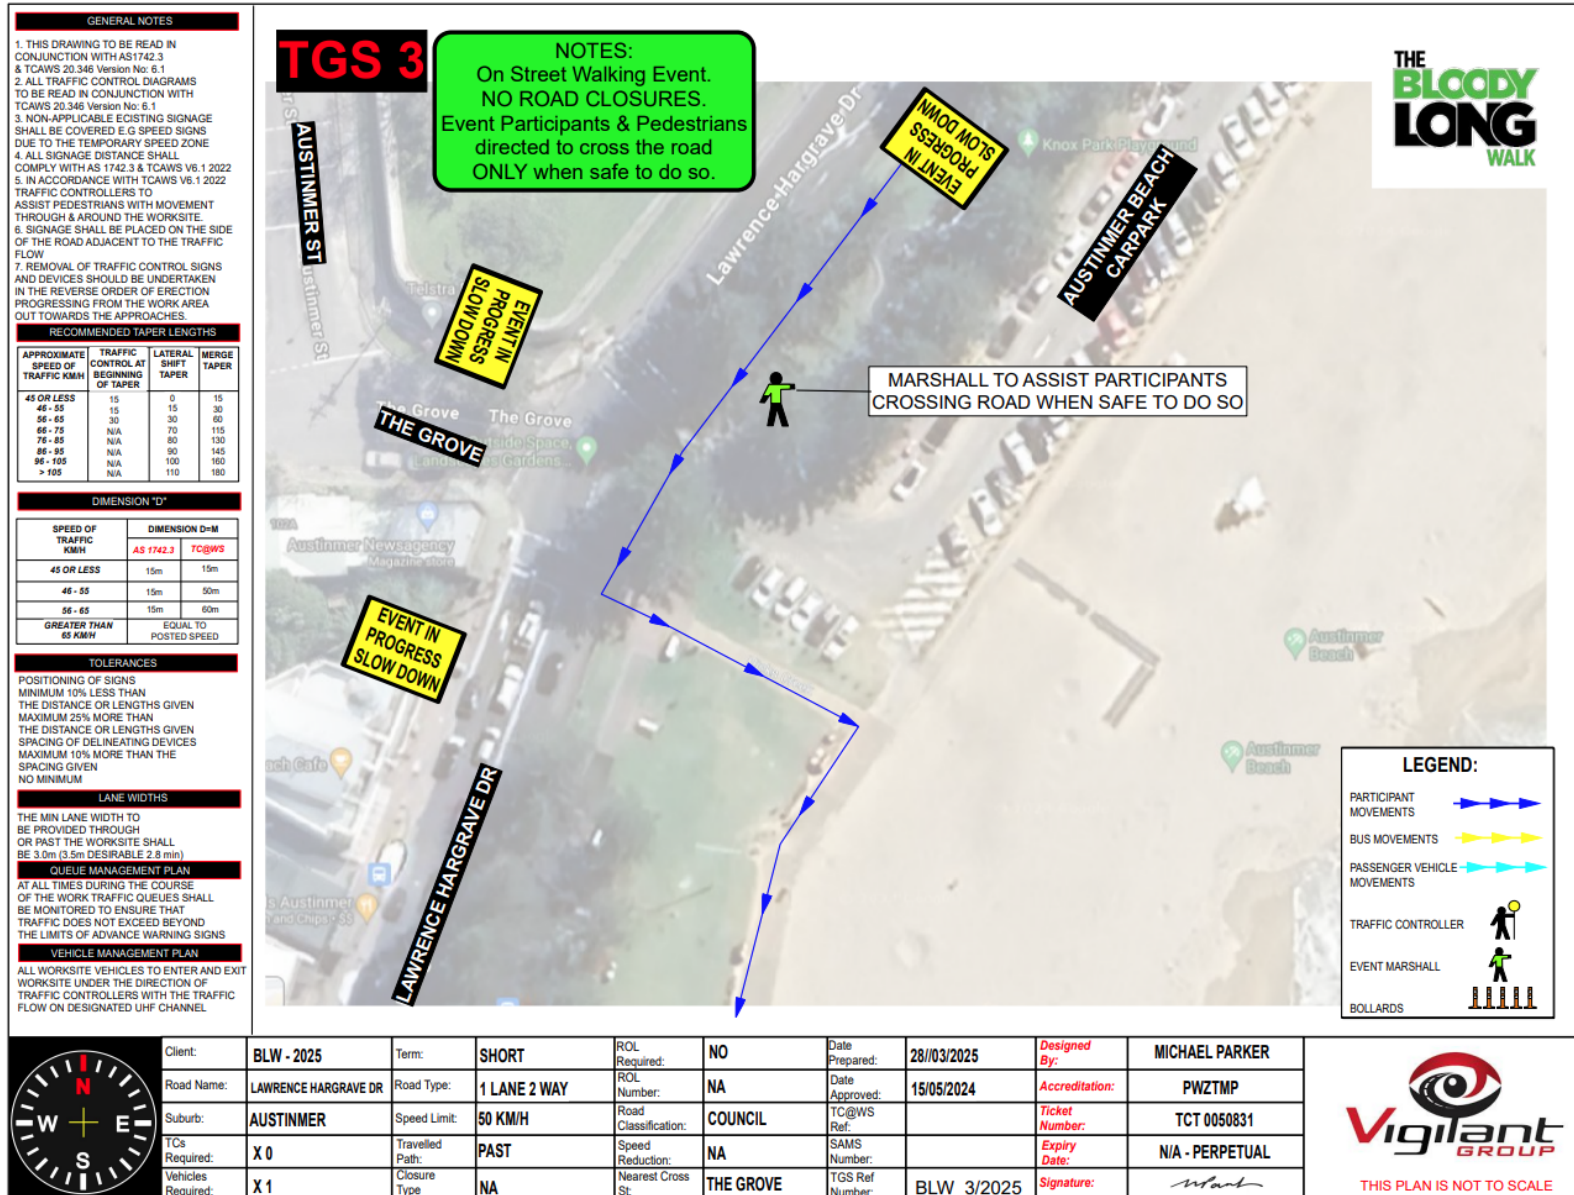 GENERAL NOTES
1. THIS DRAWING TO BE READ IN
CONJUNCTION WITH AS1742.3
& TCAWS 20.346 Version No: 6.1
2. ALL TRAFFIC CONTROL DIAGRAMS
TO BE READ IN CONJUNCTION WITH
TCAWS 20.346 Version No: 6.1
3. NON-APPLICABLE ECISTING SIGNAGE
SHALL BE COVERED E.G SPEED SIGNS
DUE TO THE TEMPORARY SPEED ZONE
4. ALL SIGNAGE DISTANCE SHALL
COMPLY WITH AS 1742.3 & TCAWS V6.1 2022
5. IN ACCORDANCE WITH TCAWS V6.1 2022
TRAFFIC CONTROLLERS TO
ASSIST PEDESTRIANS WITH MOVEMENT
THROUGH & AROUND THE WORKSITE.
6. SIGNAGE SHALL BE PLACED ON THE SIDE
OF THE ROAD ADJACENT TO THE TRAFFIC
FLOW
7. REMOVAL OF TRAFFIC CONTROL SIGNS
AND DEVICES SHOULD BE UNDERTAKEN
IN THE REVERSE ORDER OF ERECTION
PROGRESSING FROM THE WORK AREA
OUT TOWARDS THE APPROACHES.
RECOMMENDED TAPER LENGTHS
APPROXIMATE SPEED OF TRAFFIC KM/H TRAFFIC CONTROL AT BEGINNING OF TAPER LATERAL SHIFT TAPER MERGE TAPER
45 OR LESS 15 0 15
46 - 55 15 15 30
56 - 65 30 30 60
66 - 75 N/A 70 115
76 - 85 N/A 80 130
86 - 95 N/A 90 145
96 - 105 N/A 100 160
> 105 N/A 110 180
DIMENSION "D"
SPEED OF TRAFFIC KM/H DIMENSION D=M
AS 1742.3 TC@WS
45 OR LESS 15m 15m
46 - 55 15m 50m
56 - 65 15m 60m
GREATER THAN 65 KM/H EQUAL TO POSTED SPEED
TOLERANCES
POSITIONING OF SIGNS
MINIMUM 10% LESS THAN
THE DISTANCE OR LENGTHS GIVEN
MAXIMUM 25% MORE THAN
THE DISTANCE OR LENGTHS GIVEN
SPACING OF DELINEATING DEVICES
MAXIMUM 10% MORE THAN THE
SPACING GIVEN
NO MINIMUM
LANE WIDTHS
THE MIN LANE WIDTH TO
BE PROVIDED THROUGH
OR PAST THE WORKSITE SHALL
BE 3.0m (3.5m DESIRABLE 2.8 min)
QUEUE MANAGEMENT PLAN
AT ALL TIMES DURING THE COURSE
OF THE WORK TRAFFIC QUEUES SHALL
BE MONITORED TO ENSURE THAT
TRAFFIC DOES NOT EXCEED BEYOND
THE LIMITS OF ADVANCE WARNING SIGNS
VEHICLE MANAGEMENT PLAN
ALL WORKSITE VEHICLES TO ENTER AND EXIT
WORKSITE UNDER THE DIRECTION OF
TRAFFIC CONTROLLERS WITH THE TRAFFIC
FLOW ON DESIGNATED UHF CHANNEL
TGS 3
NOTES:
On Street Walking Event.
NO ROAD CLOSURES.
Event Participants & Pedestrians
directed to cross the road
ONLY when safe to do so.
THE
BLOODY
LONG
WALK
AUSTINMER ST
Austinmer St
Lawrence Hargrave Dr
EVENT IN
PROGRESS
SLOW DOWN
Knox Park Playground
AUSTINMER BEACH
CARPARK
Telstra
EVENT IN
PROGRESS
SLOW DOWN
MARSHALL TO ASSIST PARTICIPANTS
CROSSING ROAD WHEN SAFE TO DO SO
The Grove
The Grove
THE GROVE
Outside Space,
Landscapes Gardens...
102A
Austinmer Newsagency
Magazine store
EVENT IN
PROGRESS
SLOW DOWN
Austinmer
Beach
Austinmer
Beach
ach Cafe
LAWRENCE HARGRAVE DR
s Austinmer
and Chips • $$
LEGEND:
PARTICIPANT
MOVEMENTS
BUS MOVEMENTS
PASSENGER VEHICLE
MOVEMENTS
TRAFFIC CONTROLLER
EVENT MARSHALL
BOLLARDS
N
W E
S
Client: BLW - 2025 Term: SHORT ROL Required: NO Date Prepared: 28//03/2025 Designed By: MICHAEL PARKER
Road Name: LAWRENCE HARGRAVE DR Road Type: 1 LANE 2 WAY ROL Number: NA Date Approved: 15/05/2024 Accreditation: PWZTMP
Suburb: AUSTINMER Speed Limit: 50 KM/H Road Classification: COUNCIL TC@WS Ref: Ticket Number: TCT 0050831
TCs Required: X 0 Travelled Path: PAST Speed Reduction: NA SAMS Number: Expiry Date: N/A - PERPETUAL
Vehicles Required: X 1 Closure Type NA Nearest Cross St: THE GROVE TGS Ref Number: BLW 3/2025 Signature:
Vigilant
GROUP
THIS PLAN IS NOT TO SCALE